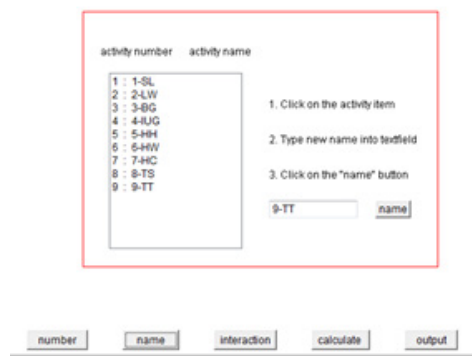 activity number activity name
1 : 1-SL
2 : 2-LW
3 : 3-BG
4 : 4-IUG
5 : 5-HH
6 : 6-HW
7 : 7-HC
8 : 8-TS
9 : 9-TT
1. Click on the activity item
2. Type new name into textfield
3. Click on the "name" button
9-TT name
number name interaction calculate output